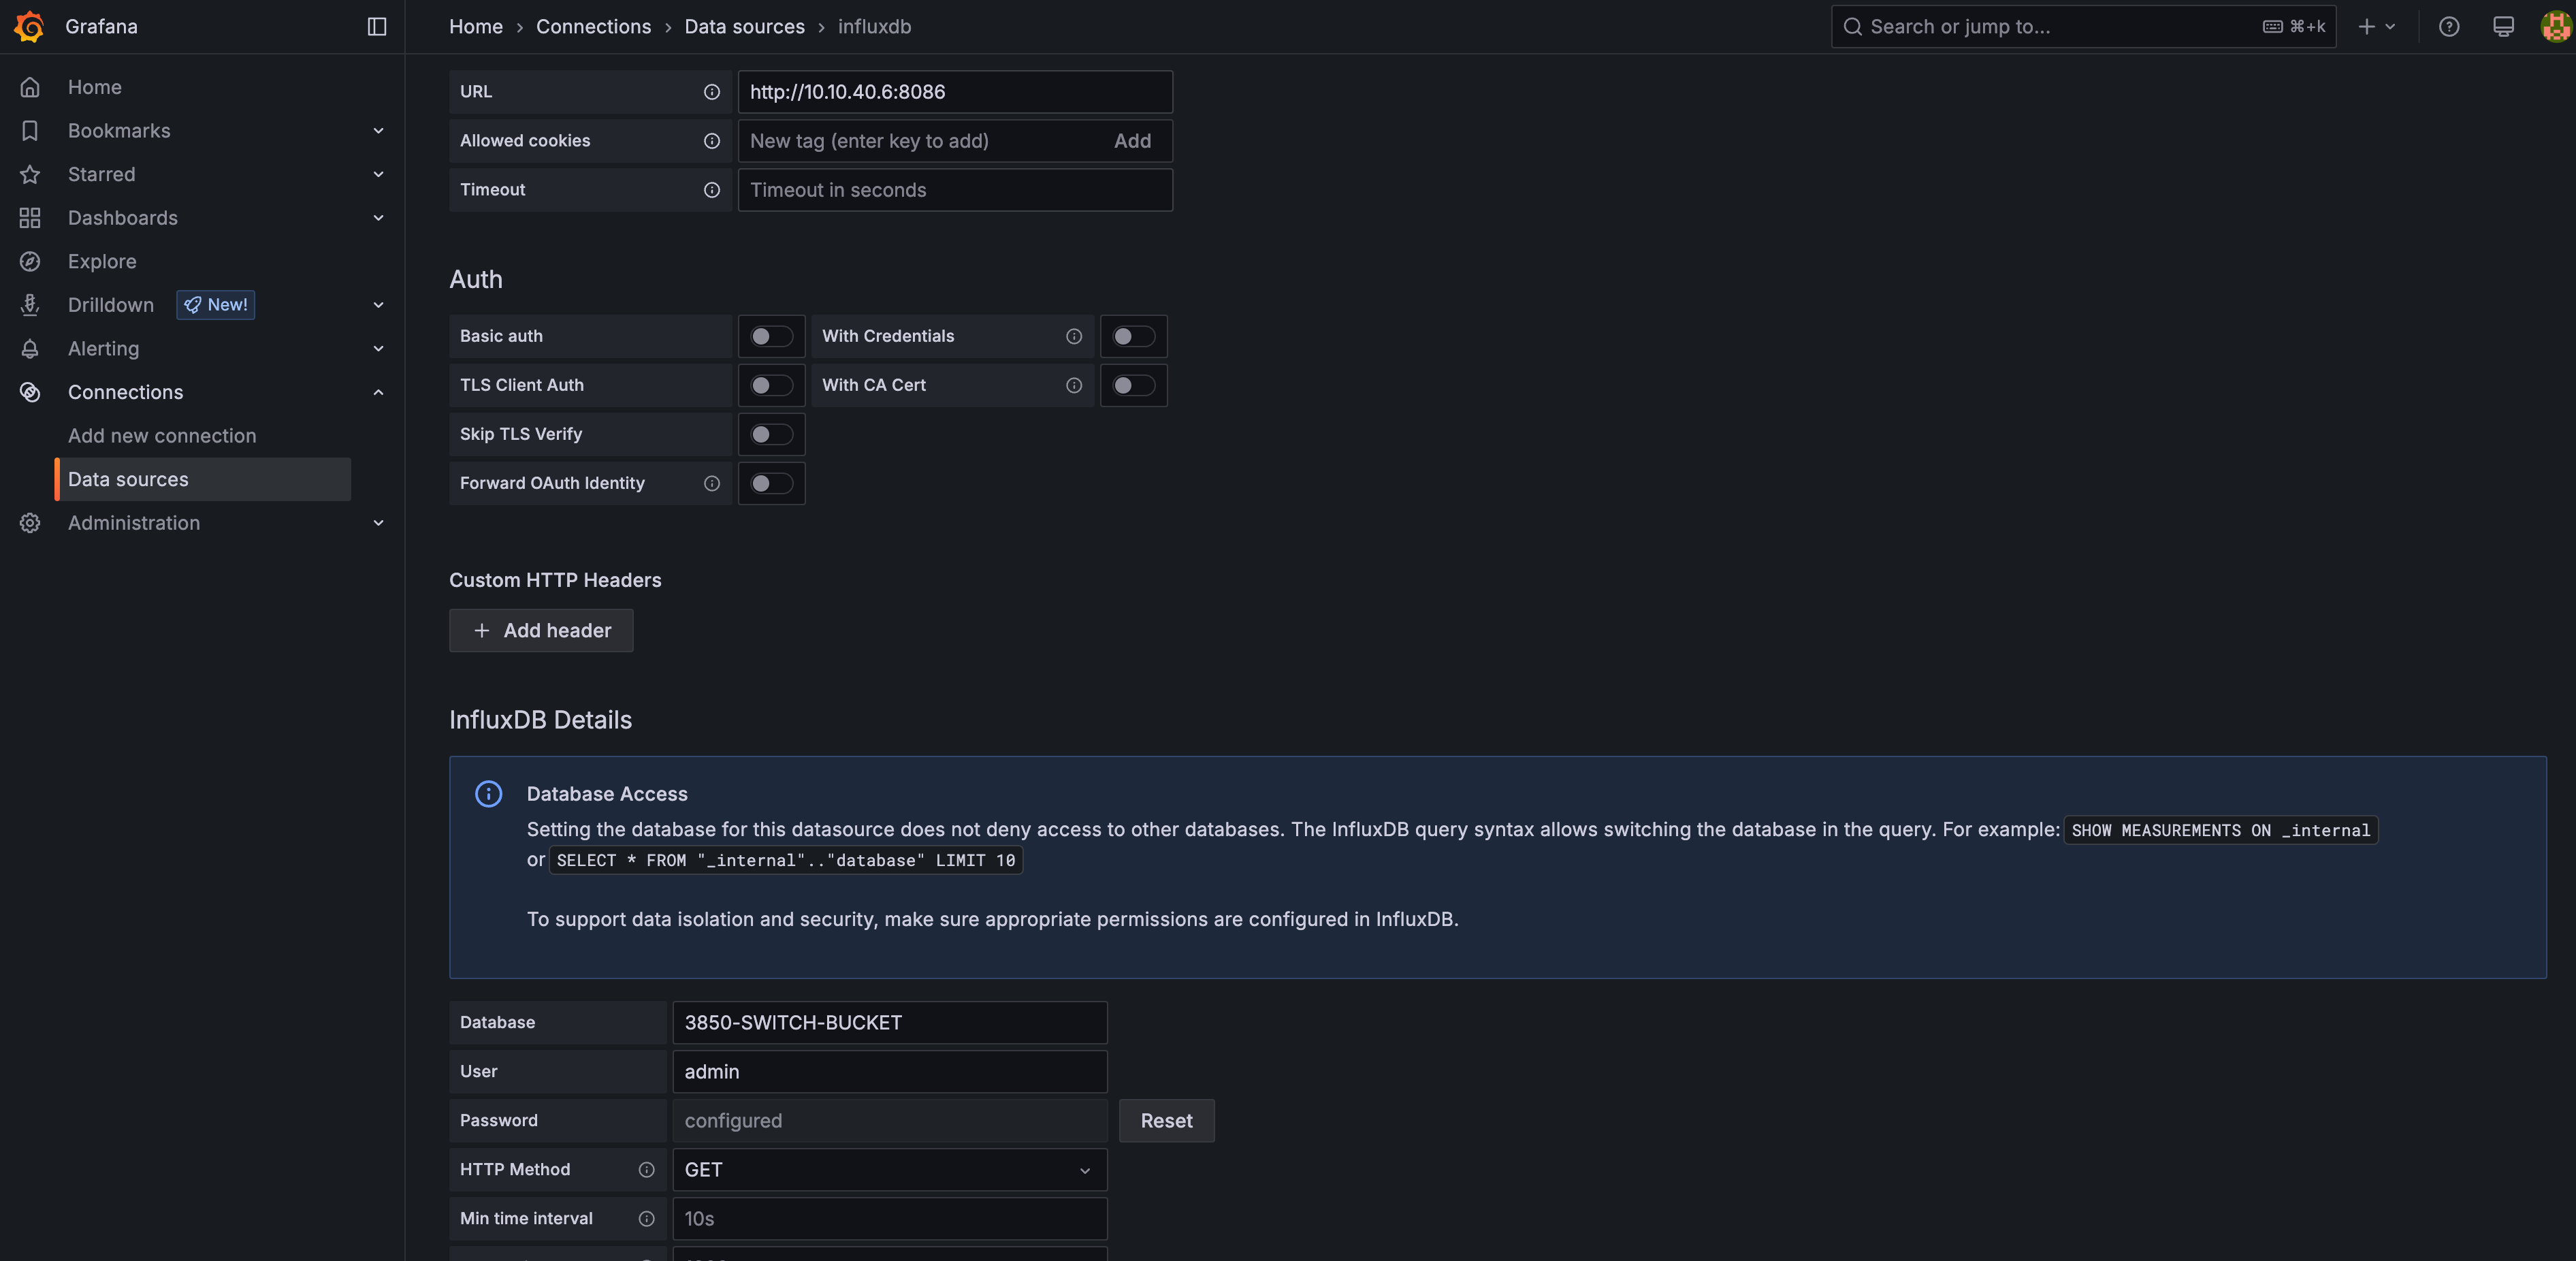 Grafana
Home › Connections › Data sources › influxdb
Search or jump to... ⌘+k
Home
Bookmarks
Starred
Dashboards
Explore
Drilldown New!
Alerting
Connections
Add new connection
Data sources
Administration
URL http://10.10.40.6:8086
Allowed cookies New tag (enter key to add) Add
Timeout Timeout in seconds
Auth
Basic auth With Credentials
TLS Client Auth With CA Cert
Skip TLS Verify
Forward OAuth Identity
Custom HTTP Headers
+ Add header
InfluxDB Details
Database Access
Setting the database for this datasource does not deny access to other databases. The InfluxDB query syntax allows switching the database in the query. For example: SHOW MEASUREMENTS ON _internal
or SELECT * FROM "_internal".."database" LIMIT 10
To support data isolation and security, make sure appropriate permissions are configured in InfluxDB.
Database 3850-SWITCH-BUCKET
User admin
Password configured Reset
HTTP Method GET
Min time interval 10s